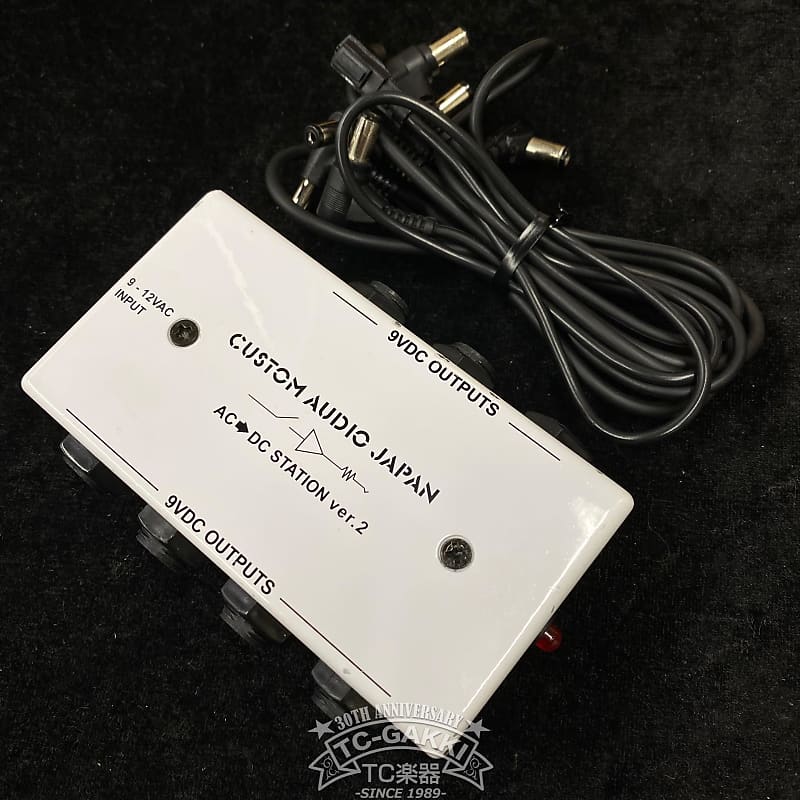 9 - 12VAC
INPUT
9VDC OUTPUTS
CUSTOM AUDIO JAPAN
AC➡DC STATION ver.2
9VDC OUTPUTS
30TH ANNIVERSARY
TC-GAKKI
TC楽器
-SINCE 1989-